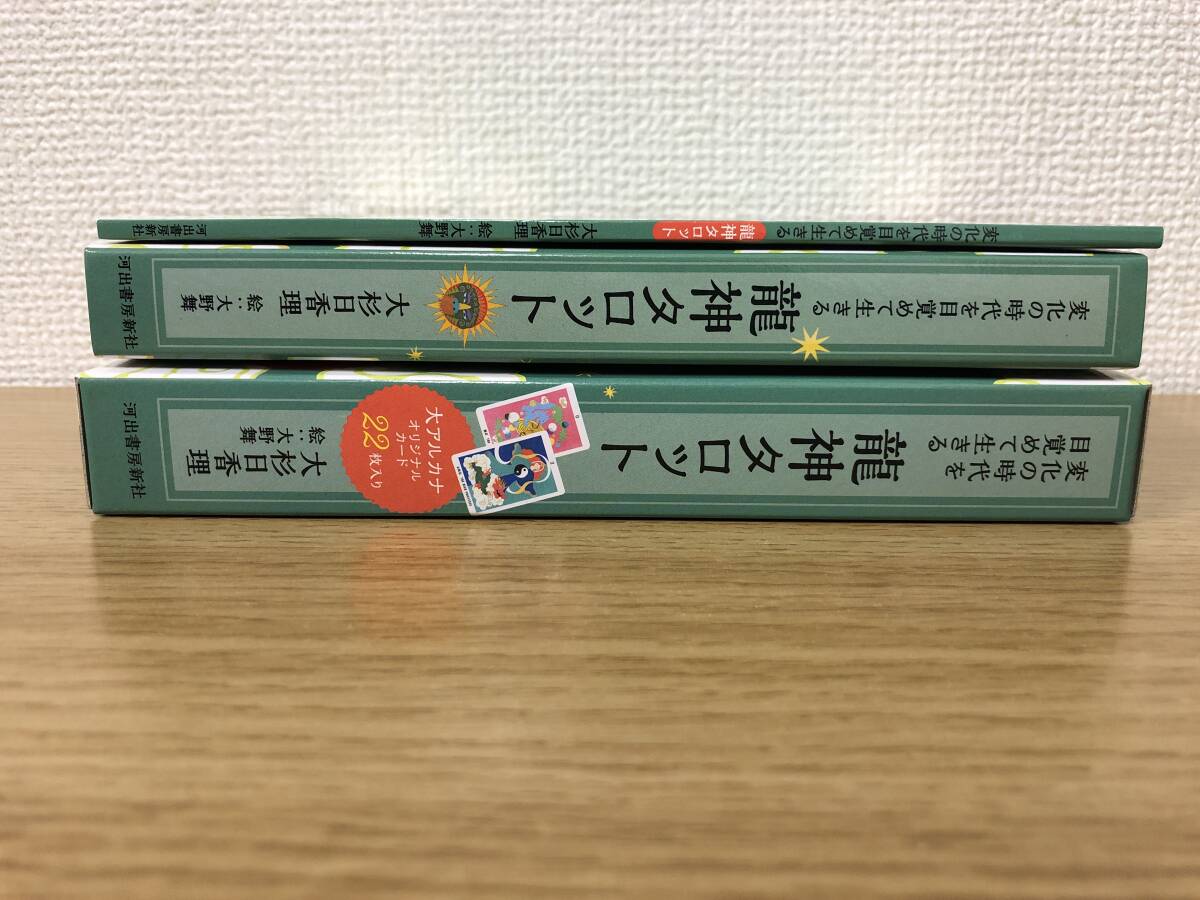 変化の時代を目覚めて生きる
龍神タロット
大杉日香理
絵：大野舞
河出書房新社
変化の時代を目覚めて生きる
龍神タロット
大杉日香理
絵：大野舞
河出書房新社
変化の時代を
目覚めて生きる
龍神タロット
大アルカナ
オリジナル
カード
22枚入り
大杉日香理
絵：大野舞
河出書房新社